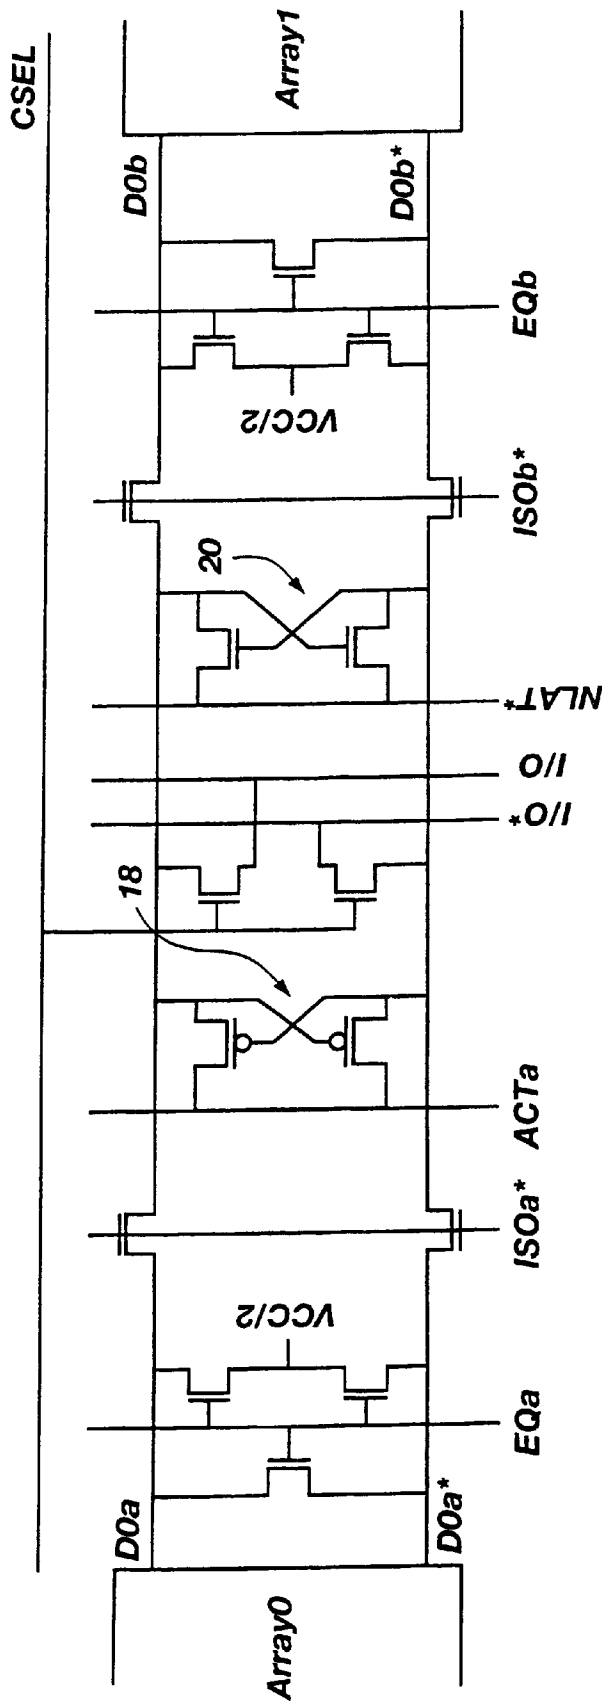 CSEL
Array0
D0a
D0a*
EQa
VCC/2
ISOa*
ACTa
18
I/O*
I/O
NLAT*
20
ISOb*
VCC/2
EQb
D0b
D0b*
Array1